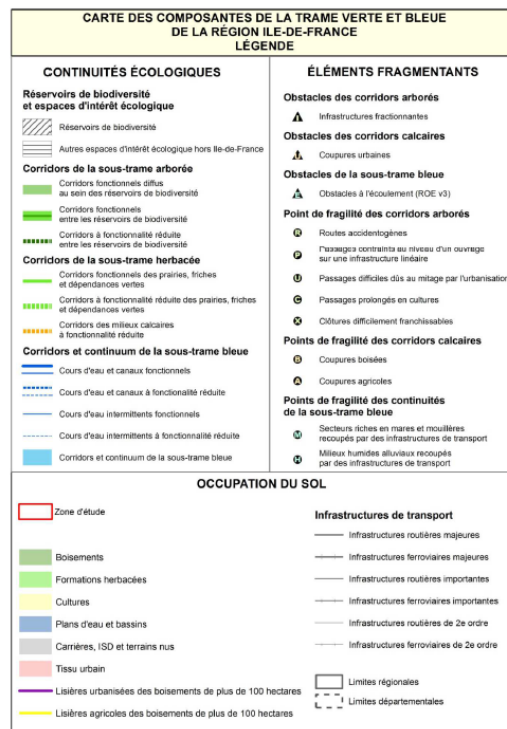 CARTE DES COMPOSANTES DE LA TRAME VERTE ET BLEUE
DE LA RÉGION ILE-DE-FRANCE
LÉGENDE
CONTINUITÉS ÉCOLOGIQUES
Réservoirs de biodiversité
et espaces d'intérêt écologique
Réservoirs de biodiversité
Autres espaces d'intérêt écologique hors Ile-de-France
Corridors de la sous-trame arborée
Corridors fonctionnels diffus
au sein des réservoirs de biodiversité
Corridors fonctionnels
entre les réservoirs de biodiversité
Corridors à fonctionnalité réduite
entre les réservoirs de biodiversité
Corridors de la sous-trame herbacée
Corridors fonctionnels des prairies, friches
et dépendances vertes
Corridors à fonctionnalité réduite des prairies, friches
et dépendances vertes
Corridors des milieux calcaires
à fonctionnalité réduite
Corridors et continuum de la sous-trame bleue
Cours d'eau et canaux fonctionnels
Cours d'eau et canaux à fonctionalité réduite
Cours d'eau intermittents fonctionnels
Cours d'eau intermittents à fonctionnalité réduite
Corridors et continuum de la sous-trame bleue
ÉLÉMENTS FRAGMENTANTS
Obstacles des corridors arborés
Infrastructures fractionnantes
Obstacles des corridors calcaires
Coupures urbaines
Obstacles de la sous-trame bleue
Obstacles à l'écoulement (ROE v3)
Point de fragilité des corridors arborés
R Routes accidentogènes
P Passages contraints au niveau d'un ouvrage
sur une infrastructure linéaire
U Passages difficiles dûs au mitage par l'urbanisation
C Passages prolongés en cultures
X Clôtures difficilement franchissables
Points de fragilité des corridors calcaires
B Coupures boisées
A Coupures agricoles
Points de fragilité des continuités
de la sous-trame bleue
M Secteurs riches en mares et mouillères
recoupés par des infrastructures de transport
H Milieux humides alluviaux recoupés
par des infrastructures de transport
OCCUPATION DU SOL
Zone d'étude
Boisements
Formations herbacées
Cultures
Plans d'eau et bassins
Carrières, ISD et terrains nus
Tissu urbain
Lisières urbanisées des boisements de plus de 100 hectares
Lisières agricoles des boisements de plus de 100 hectares
Infrastructures de transport
Infrastructures routières majeures
Infrastructures ferroviaires majeures
Infrastructures routières importantes
Infrastructures ferroviaires importantes
Infrastructures routières de 2e ordre
Infrastructures ferroviaires de 2e ordre
Limites régionales
Limites départementales